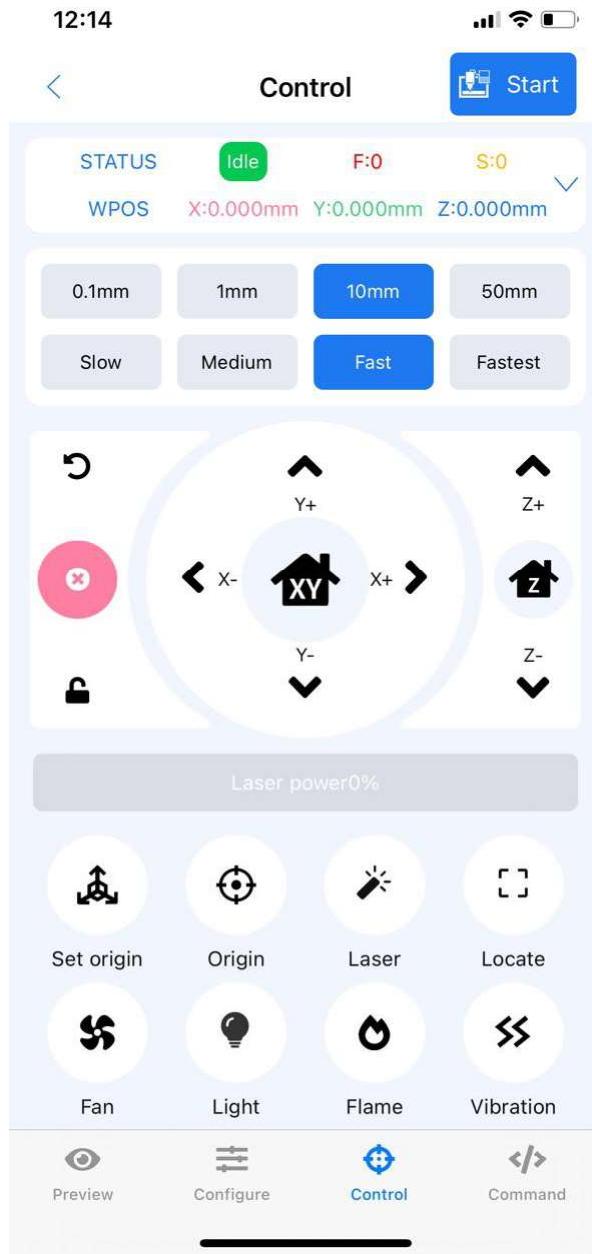 12:14
Control
Start
STATUS Idle F:0 S:0
WPOS X:0.000mm Y:0.000mm Z:0.000mm
0.1mm 1mm 10mm 50mm
Slow Medium Fast Fastest
Y+ Z+
X- XY X+ Z
Y- Z-
Laser power0%
Set origin Origin Laser Locate
Fan Light Flame Vibration
Preview Configure Control Command